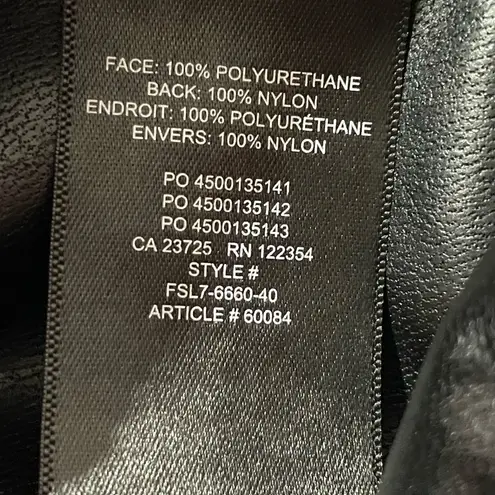 FACE: 100% POLYURETHANE
BACK: 100% NYLON
ENDROIT: 100% POLYURÉTHANE
ENVERS: 100% NYLON
PO 4500135141
PO 4500135142
PO 4500135143
CA 23725 RN 122354
STYLE #
FSL7-6660-40
ARTICLE # 60084